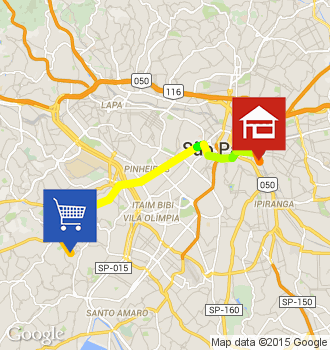 050
116
LAPA
São P
PINHEIROS
050
ITAIM BIBI
VILA OLÍMPIA
IPIRANGA
SP-015
SP-150
SP-160
SANTO AMARO
Google
Map data ©2015 Google